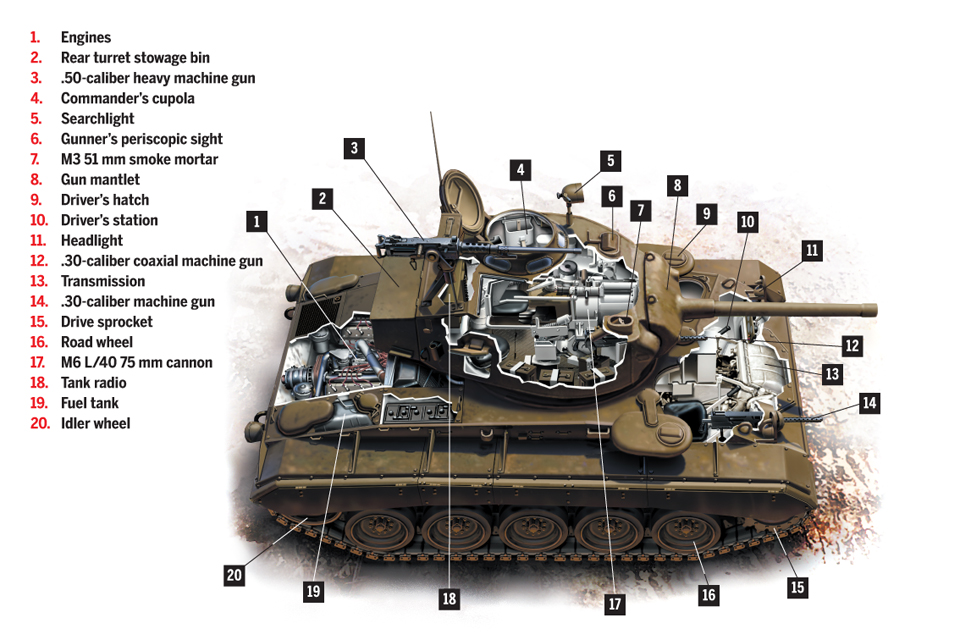 1. Engines
2. Rear turret stowage bin
3. .50-caliber heavy machine gun
4. Commander’s cupola
5. Searchlight
6. Gunner’s periscopic sight
7. M3 51 mm smoke mortar
8. Gun mantlet
9. Driver’s hatch
10. Driver’s station
11. Headlight
12. .30-caliber coaxial machine gun
13. Transmission
14. .30-caliber machine gun
15. Drive sprocket
16. Road wheel
17. M6 L/40 75 mm cannon
18. Tank radio
19. Fuel tank
20. Idler wheel
3
4
5
2
6
7
8
9
1
10
11
12
13
14
20
19
18
17
16
15